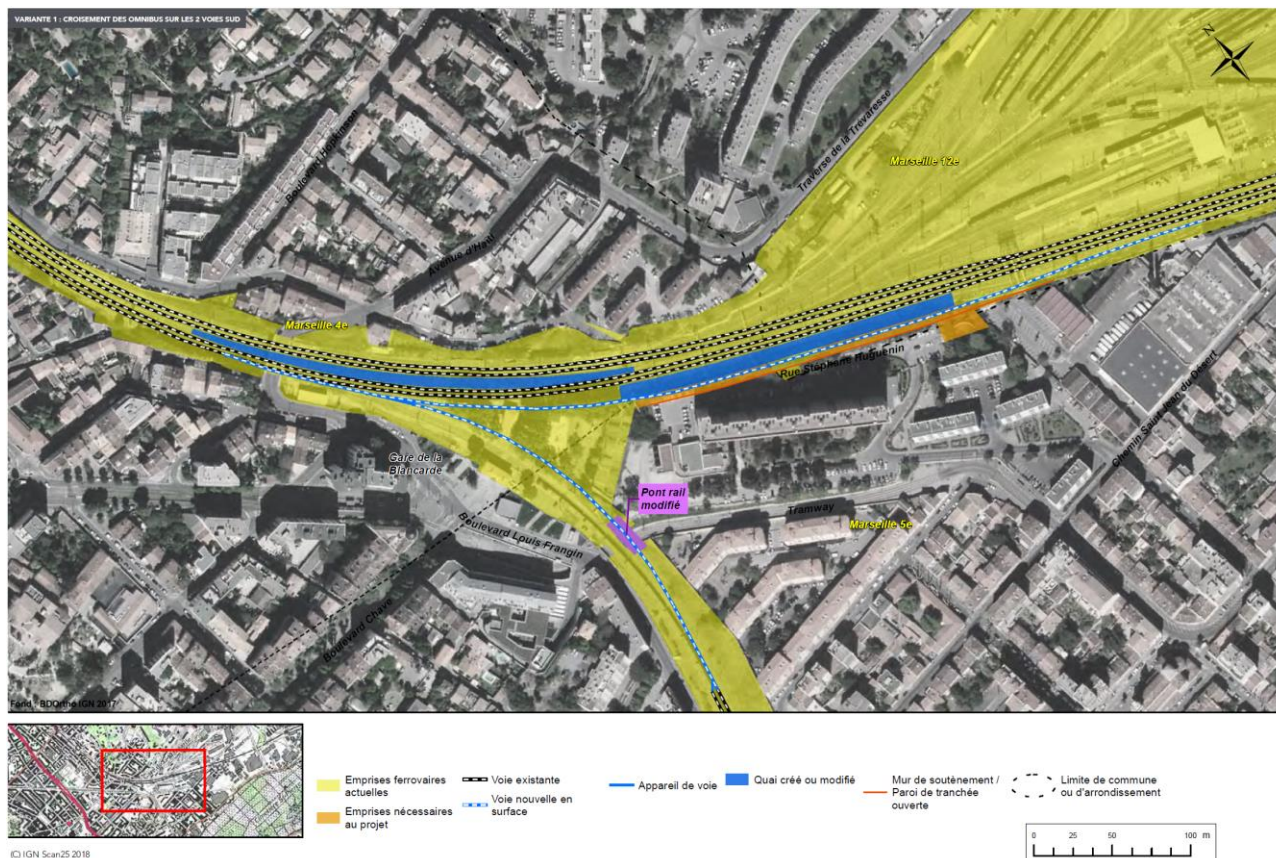 VARIANTE 1 : CROISEMENT DES OMNIBUS SUR LES 2 VOIES SUD
N
Traverse de la Trévaresse
Marseille 12e
Boulevard Hopkinson
Avenue d'Haïti
Marseille 4e
Rue Stéphane Huguenin
Chemin Saint-Jean du Désert
Gare de la
Blancarde
Pont rail
modifié
Tramway
Marseille 5e
Boulevard Louis Frangin
Boulevard Chave
Fond : BDOrtho IGN 2017
Emprises ferrovaires
actuelles
Emprises nécessaires
au projet
Voie existante
Voie nouvelle en
surface
Appareil de voie
Quai créé ou modifié
Mur de soutènement /
Paroi de tranchée
ouverte
Limite de commune
ou d'arrondissement
0 25 50 100 m
(C) IGN Scan25 2018